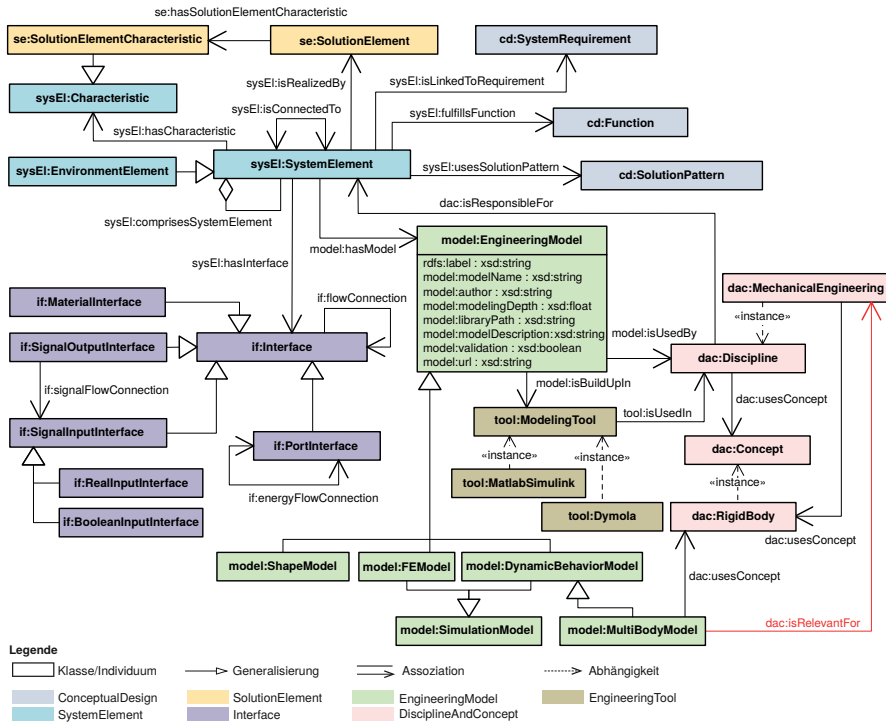 se:hasSolutionElementCharacteristic
se:SolutionElementCharacteristic
se:SolutionElement
cd:SystemRequirement
sysEl:isRealizedBy
sysEl:isLinkedToRequirement
sysEl:Characteristic
sysEl:isConnectedTo
sysEl:fulfillsFunction
cd:Function
sysEl:hasCharacteristic
sysEl:SystemElement
sysEl:EnvironmentElement
sysEl:usesSolutionPattern
cd:SolutionPattern
dac:isResponsibleFor
sysEl:comprisesSystemElement
model:hasModel
model:EngineeringModel
sysEl:hasInterface
rdfs:label : xsd:string
model:modelName : xsd:string
model:author : xsd:string
model:modelingDepth : xsd:float
model:libraryPath : xsd:string
model:modelDescription:xsd:string
model:validation : xsd:boolean
model:url : xsd:string
dac:MechanicalEngineering
if:MaterialInterface
if:flowConnection
«instance»
model:isUsedBy
if:SignalOutputInterface
if:Interface
dac:Discipline
if:signalFlowConnection
model:isBuildUpIn
dac:usesConcept
if:SignalInputInterface
if:PortInterface
tool:ModelingTool
tool:isUsedIn
dac:Concept
«instance»
«instance»
«instance»
if:RealInputInterface
if:energyFlowConnection
tool:MatlabSimulink
if:BooleanInputInterface
tool:Dymola
dac:RigidBody
dac:usesConcept
model:ShapeModel
model:FEModel
model:DynamicBehaviorModel
dac:usesConcept
model:SimulationModel
model:MultiBodyModel
dac:isRelevantFor
Legende
Klasse/Individuum
Generalisierung
Assoziation
Abhängigkeit
ConceptualDesign
SolutionElement
EngineeringModel
EngineeringTool
SystemElement
Interface
DisciplineAndConcept